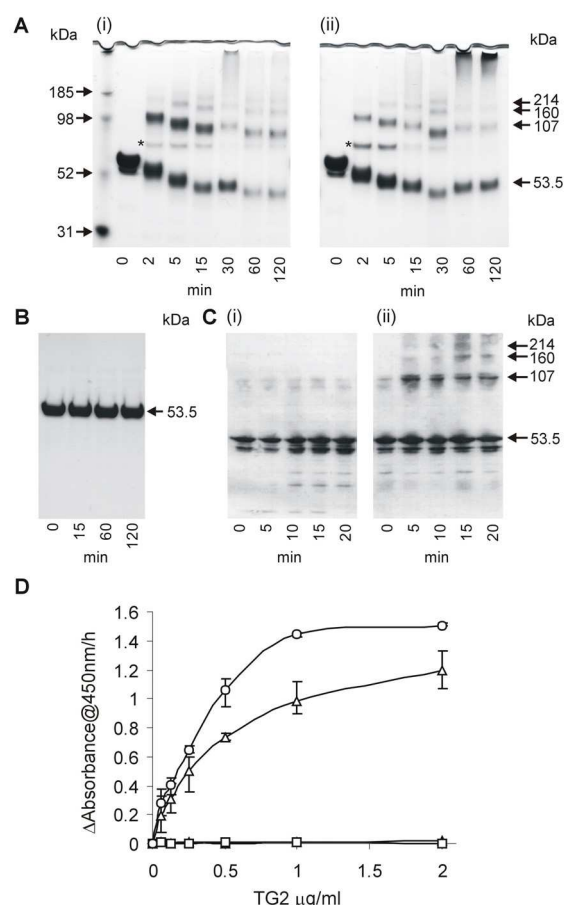 A (i) (ii)
kDa
185
98
52
31
*
*
214
160
107
53.5
0 2 5 15 30 60 120
min
0 2 5 15 30 60 120
min
B
kDa
53.5
0 15 60 120
min
C (i) (ii) kDa
214
160
107
53.5
0 5 10 15 20
min
0 5 10 15 20
min
D
ΔAbsorbance@450nm/h
1.6
1.4
1.2
1
0.8
0.6
0.4
0.2
0
0 0.5 1 1.5 2
TG2 μg/ml